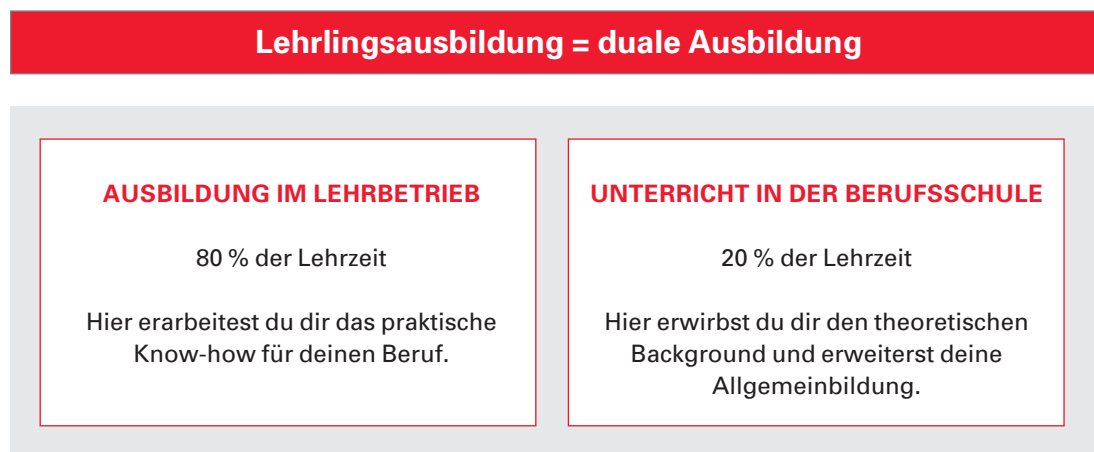 Lehrlingsausbildung = duale Ausbildung
AUSBILDUNG IM LEHRBETRIEB
80 % der Lehrzeit
Hier erarbeitest du dir das praktische
Know-how für deinen Beruf.
UNTERRICHT IN DER BERUFSSCHULE
20 % der Lehrzeit
Hier erwirbst du dir den theoretischen
Background und erweiterst deine
Allgemeinbildung.